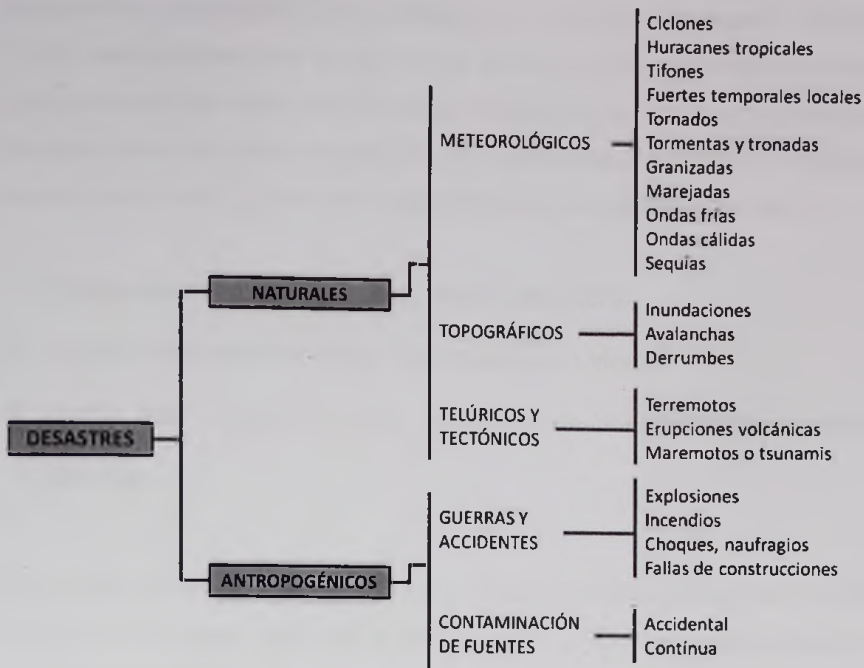 DESASTRES
NATURALES
METEOROLÓGICOS
Ciclones
Huracanes tropicales
Tifones
Fuertes temporales locales
Tornados
Tormentas y tronadas
Granizadas
Marejadas
Ondas frías
Ondas cálidas
Sequías
TOPOGRÁFICOS
Inundaciones
Avalanchas
Derrumbes
TELÚRICOS Y
TECTÓNICOS
Terremotos
Erupciones volcánicas
Maremotos o tsunamis
ANTROPOGÉNICOS
GUERRAS Y
ACCIDENTES
Explosiones
Incendios
Choques, naufragios
Fallas de construcciones
CONTAMINACIÓN
DE FUENTES
Accidental
Contínua